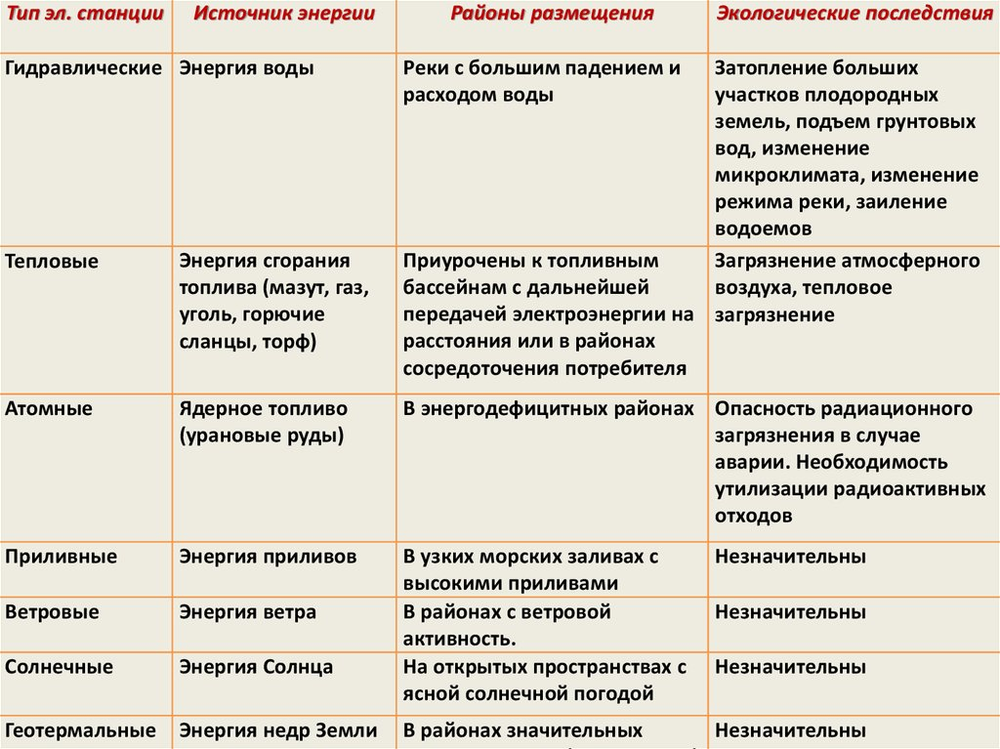 Тип эл. станции
Источник энергии
Районы размещения
Экологические последствия
Гидравлические
Энергия воды
Реки с большим падением и
расходом воды
Затопление больших
участков плодородных
земель, подъем грунтовых
вод, изменение
микроклимата, изменение
режима реки, заиление
водоемов
Тепловые
Энергия сгорания
топлива (мазут, газ,
уголь, горючие
сланцы, торф)
Приурочены к топливным
бассейнам с дальнейшей
передачей электроэнергии на
расстояния или в районах
сосредоточения потребителя
Загрязнение атмосферного
воздуха, тепловое
загрязнение
Атомные
Ядерное топливо
(урановые руды)
В энергодефицитных районах
Опасность радиационного
загрязнения в случае
аварии. Необходимость
утилизации радиоактивных
отходов
Приливные
Энергия приливов
В узких морских заливах с
высокими приливами
Незначительны
Ветровые
Энергия ветра
В районах с ветровой
активность.
Незначительны
Солнечные
Энергия Солнца
На открытых пространствах с
ясной солнечной погодой
Незначительны
Геотермальные
Энергия недр Земли
В районах значительных
Незначительны